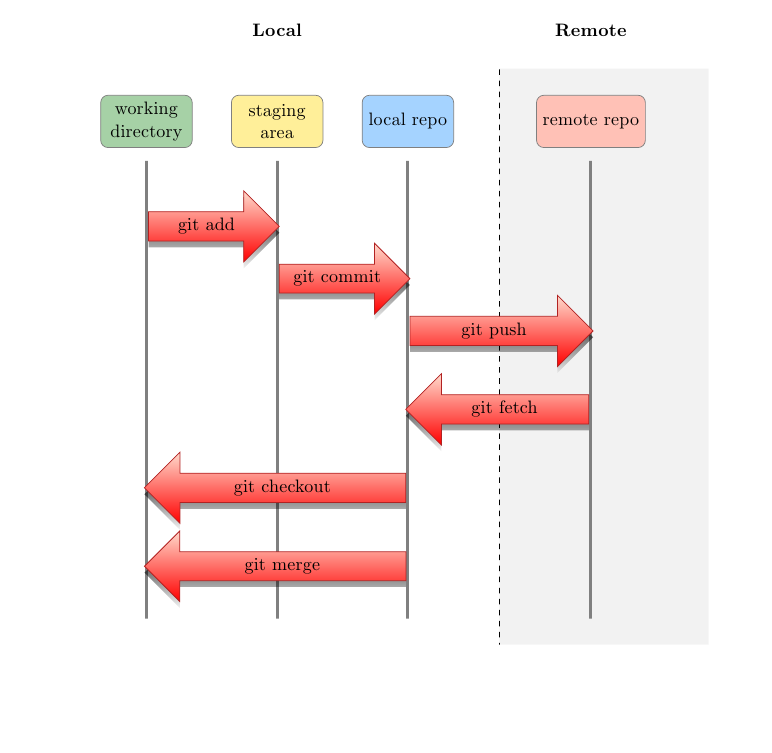 Local
Remote
working
directory
staging
area
local repo
remote repo
git add
git commit
git push
git fetch
git checkout
git merge